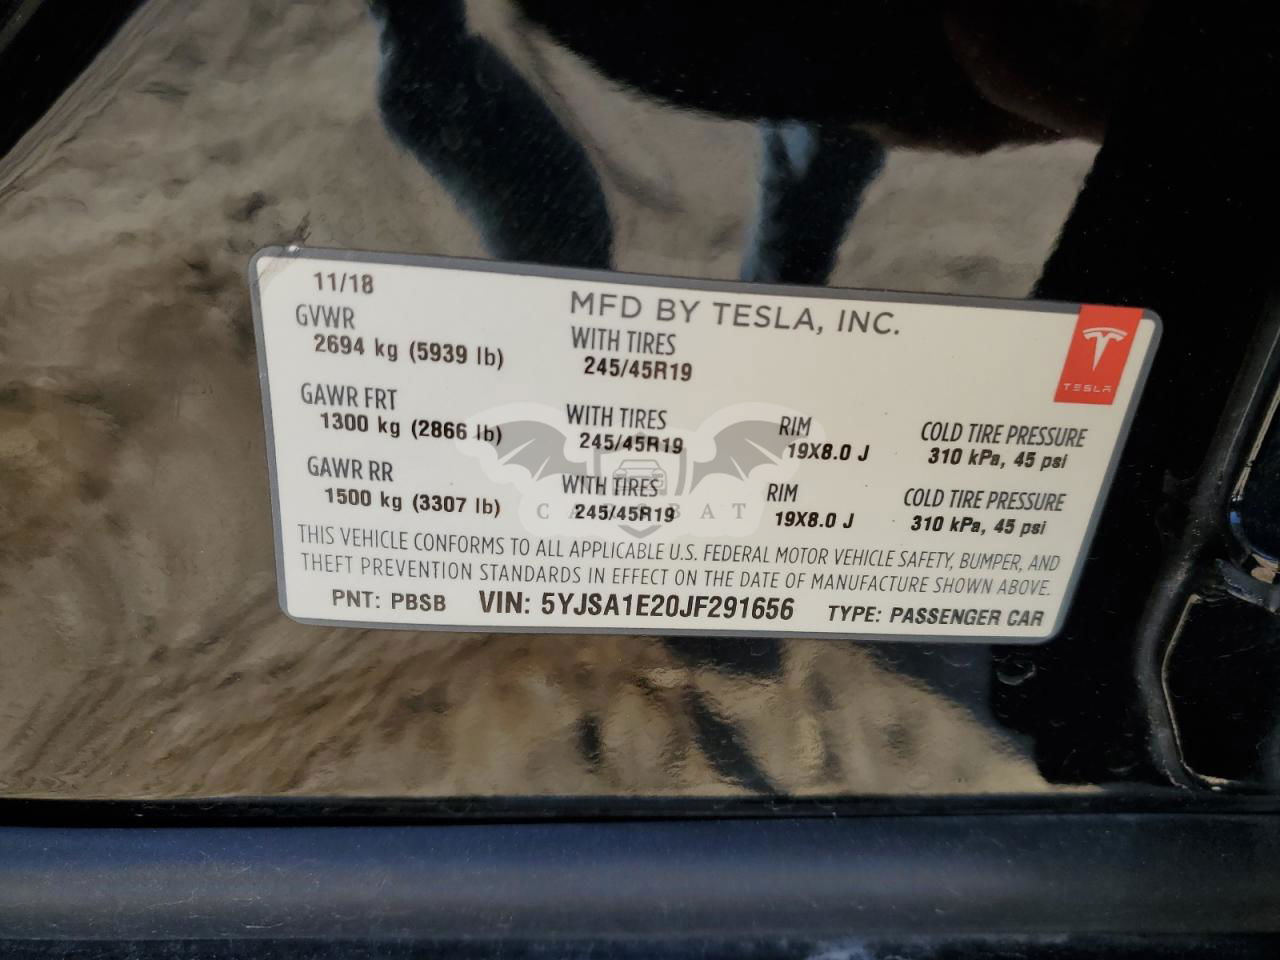 11/18
MFD BY TESLA, INC.
GVWR
2694 kg (5939 lb)
WITH TIRES
245/45R19
TESLA
GAWR FRT
1300 kg (2866 lb)
WITH TIRES
245/45R19
RIM
19X8.0 J
COLD TIRE PRESSURE
310 kPa, 45 psi
GAWR RR
1500 kg (3307 lb)
WITH TIRES
245/45R19
RIM
19X8.0 J
COLD TIRE PRESSURE
310 kPa, 45 psi
THIS VEHICLE CONFORMS TO ALL APPLICABLE U.S. FEDERAL MOTOR VEHICLE SAFETY, BUMPER, AND
THEFT PREVENTION STANDARDS IN EFFECT ON THE DATE OF MANUFACTURE SHOWN ABOVE.
PNT: PBSB VIN: 5YJSA1E20JF291656 TYPE: PASSENGER CAR